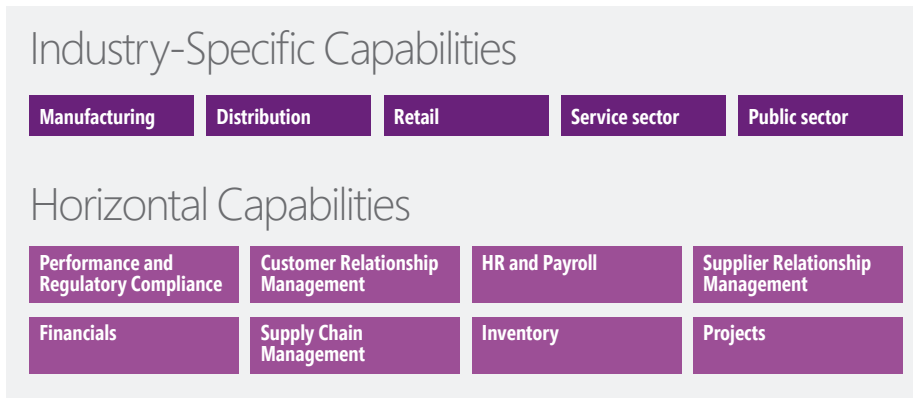 Industry-Specific Capabilities
Manufacturing
Distribution
Retail
Service sector
Public sector
Horizontal Capabilities
Performance and
Regulatory Compliance
Customer Relationship
Management
HR and Payroll
Supplier Relationship
Management
Financials
Supply Chain
Management
Inventory
Projects